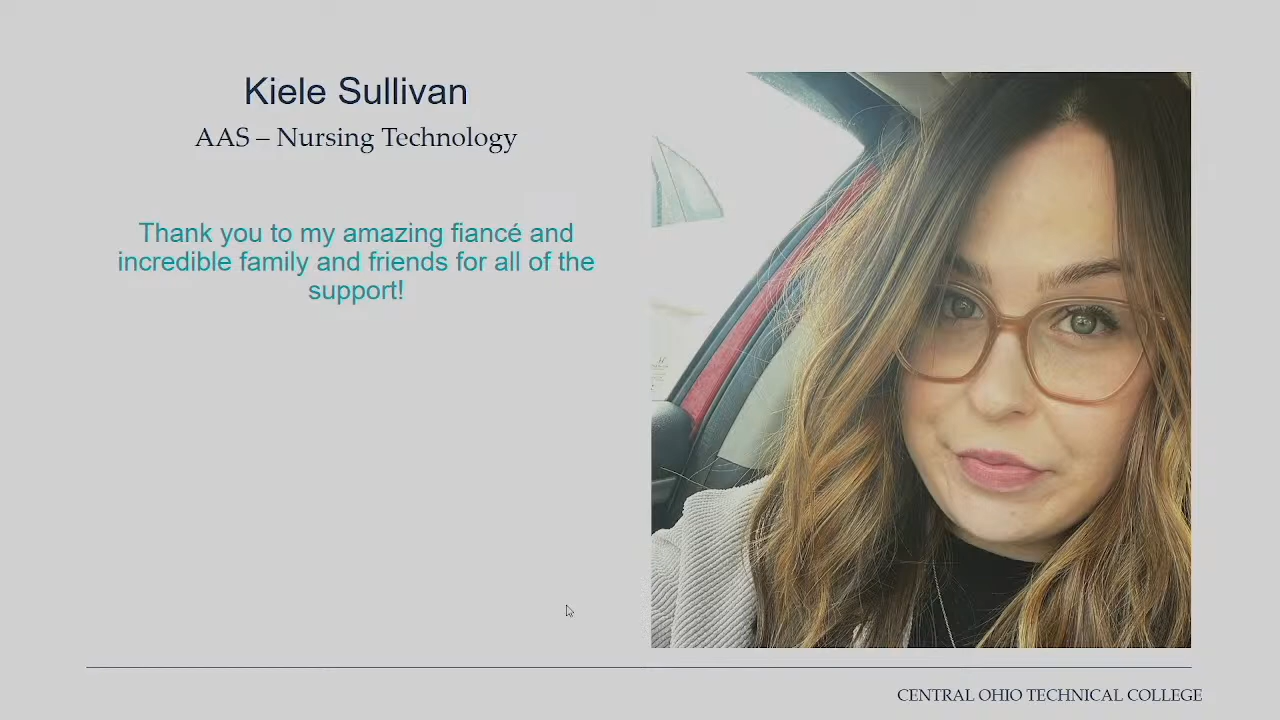 Kiele Sullivan
AAS – Nursing Technology
Thank you to my amazing fiancé and
incredible family and friends for all of the
support!
CENTRAL OHIO TECHNICAL COLLEGE